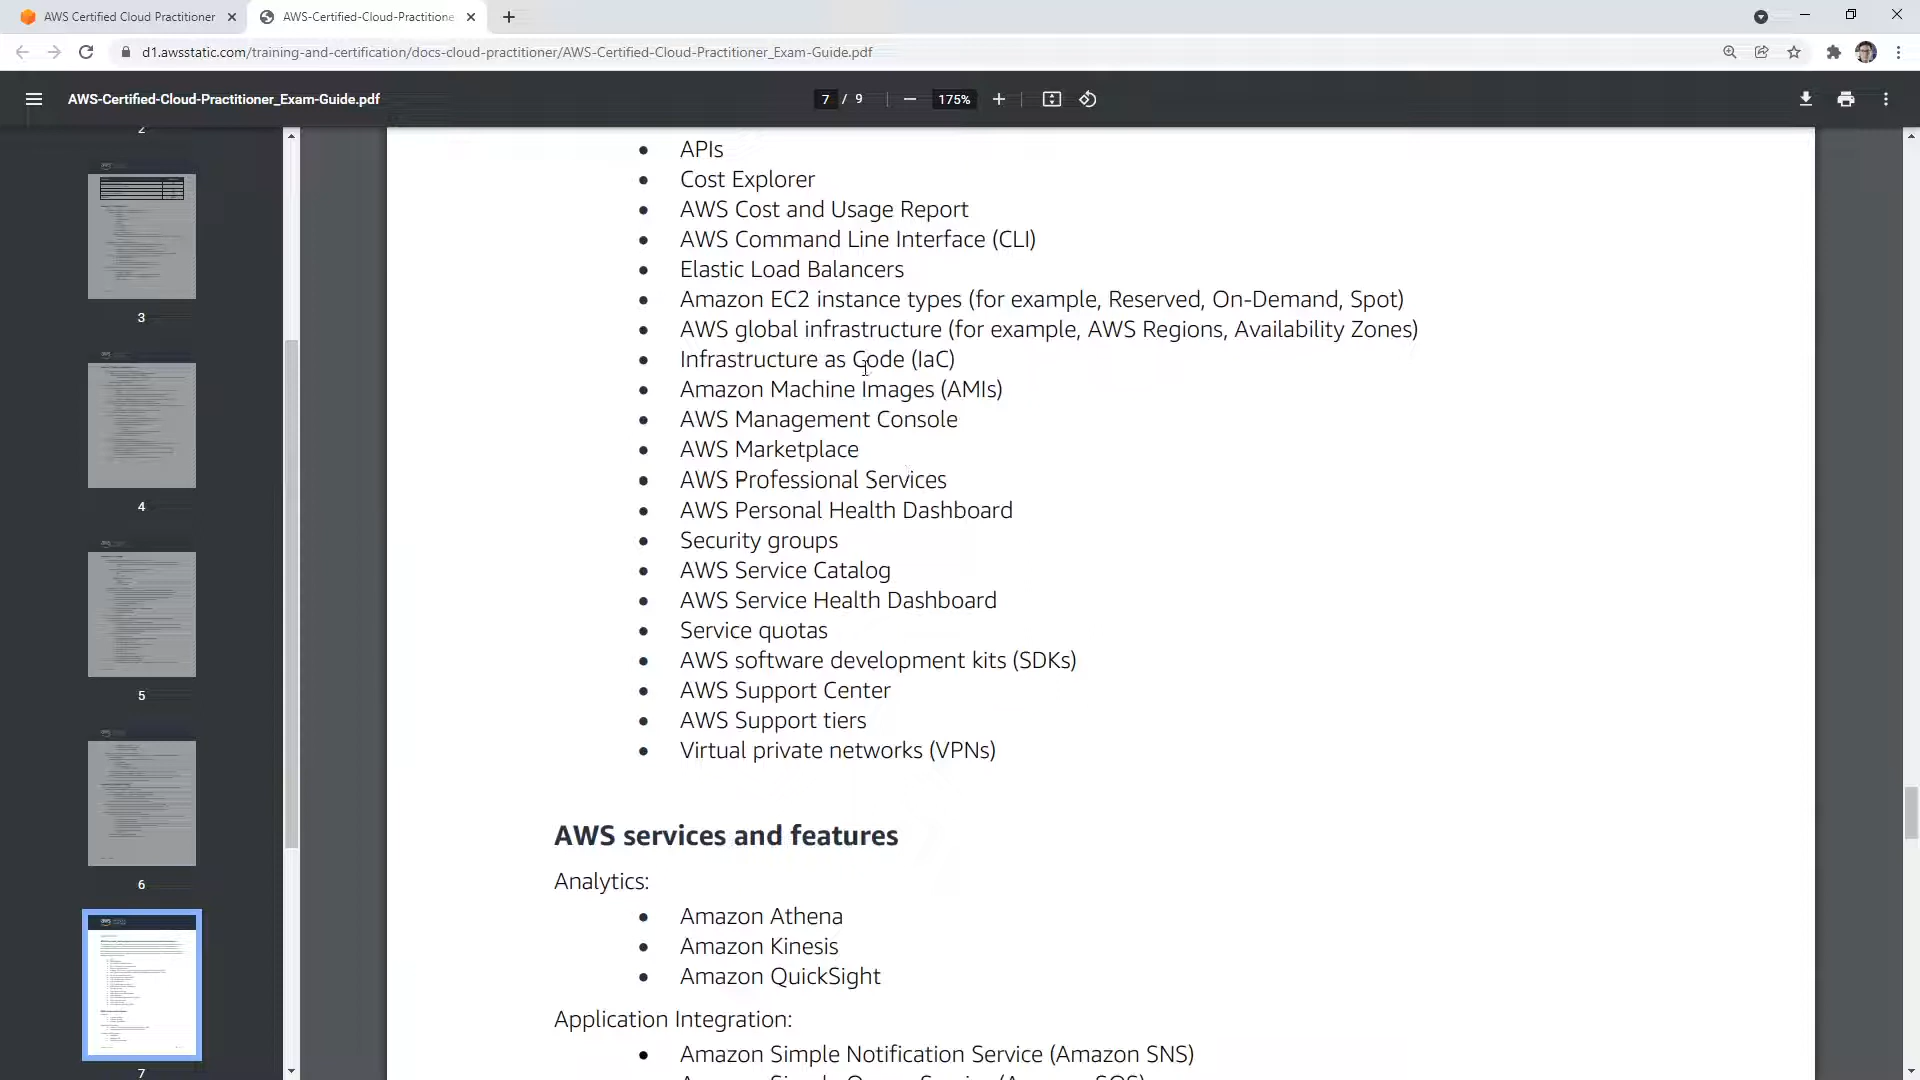 AWS Certified Cloud Practitioner
AWS-Certified-Cloud-Practitione
d1.awsstatic.com/training-and-certification/docs-cloud-practitioner/AWS-Certified-Cloud-Practitioner_Exam-Guide.pdf
AWS-Certified-Cloud-Practitioner_Exam-Guide.pdf
7 / 9
175%
2
3
4
5
6
7
• APIs
• Cost Explorer
• AWS Cost and Usage Report
• AWS Command Line Interface (CLI)
• Elastic Load Balancers
• Amazon EC2 instance types (for example, Reserved, On-Demand, Spot)
• AWS global infrastructure (for example, AWS Regions, Availability Zones)
• Infrastructure as Code (IaC)
• Amazon Machine Images (AMIs)
• AWS Management Console
• AWS Marketplace
• AWS Professional Services
• AWS Personal Health Dashboard
• Security groups
• AWS Service Catalog
• AWS Service Health Dashboard
• Service quotas
• AWS software development kits (SDKs)
• AWS Support Center
• AWS Support tiers
• Virtual private networks (VPNs)
AWS services and features
Analytics:
• Amazon Athena
• Amazon Kinesis
• Amazon QuickSight
Application Integration:
• Amazon Simple Notification Service (Amazon SNS)